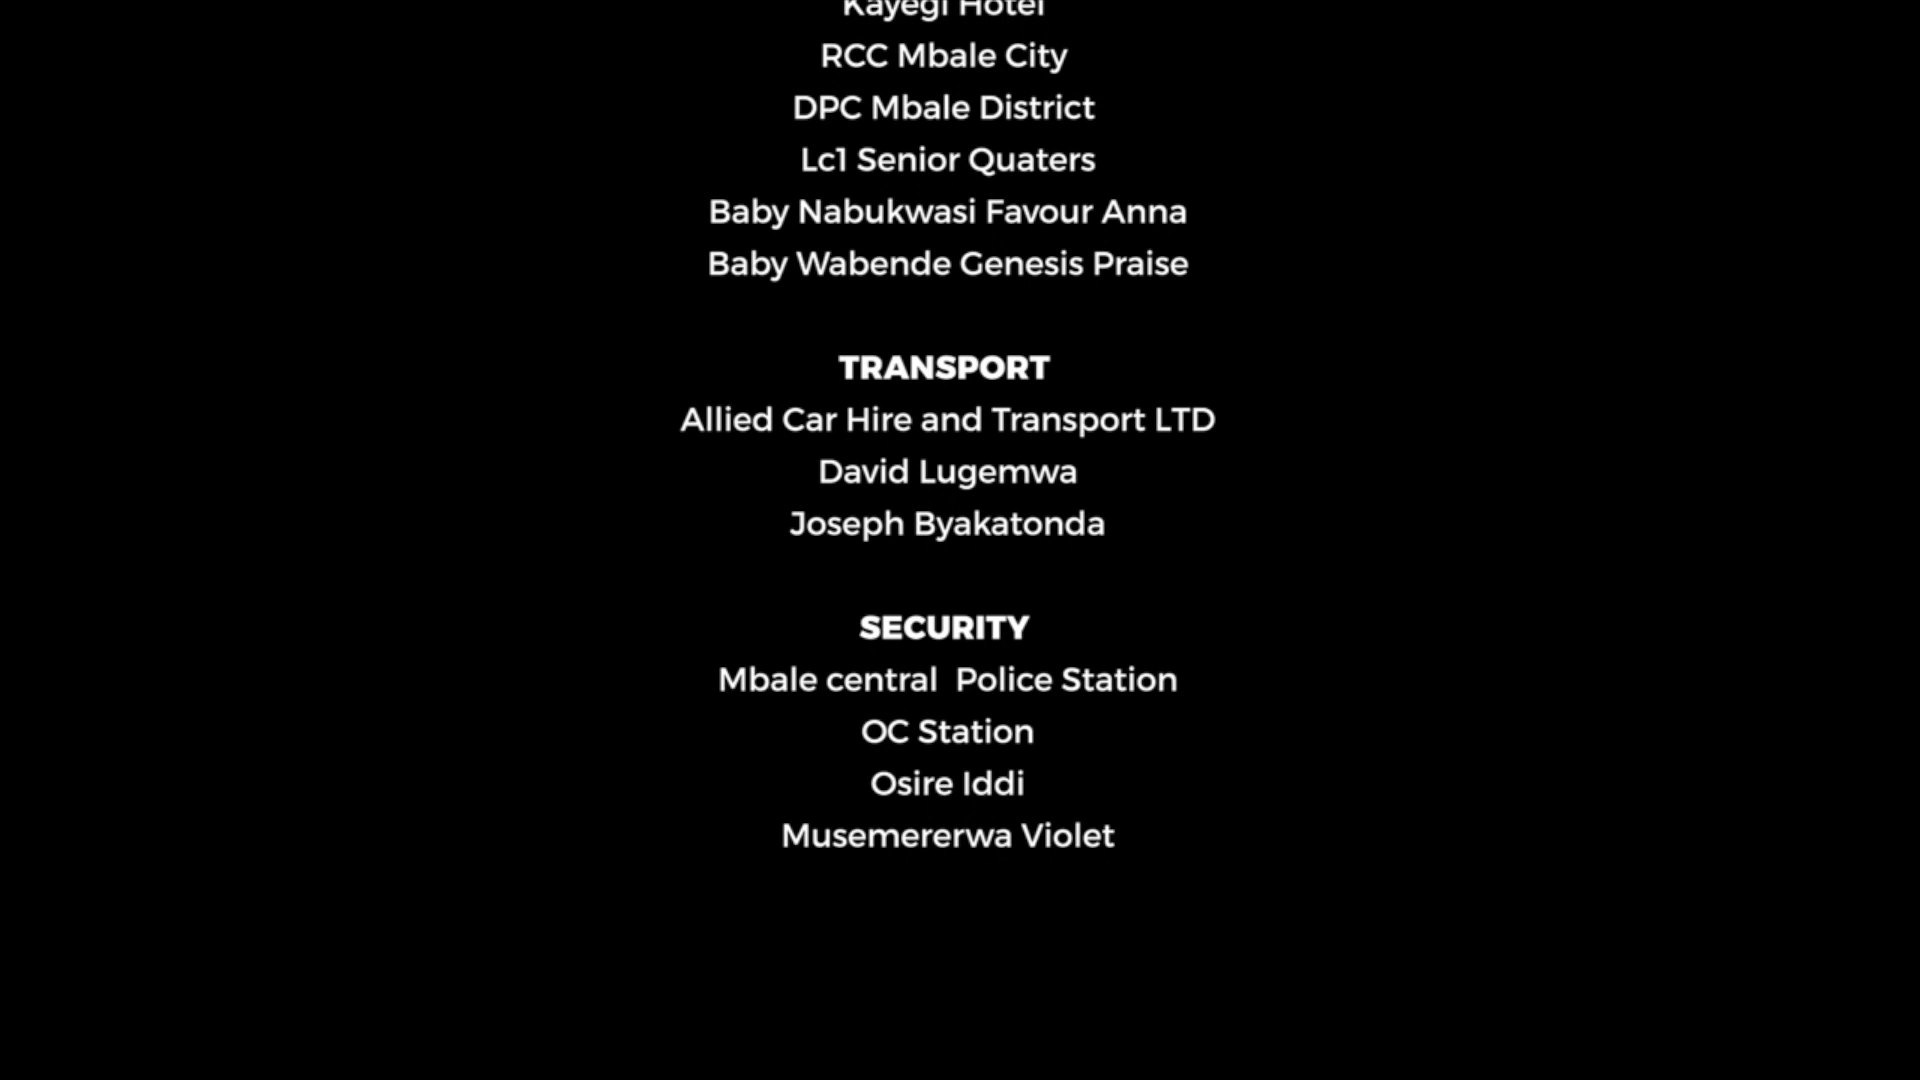 Kayegi Hotel
RCC Mbale City
DPC Mbale District
Lc1 Senior Quaters
Baby Nabukwasi Favour Anna
Baby Wabende Genesis Praise
TRANSPORT
Allied Car Hire and Transport LTD
David Lugemwa
Joseph Byakatonda
SECURITY
Mbale central  Police Station
OC Station
Osire Iddi
Musemererwa Violet